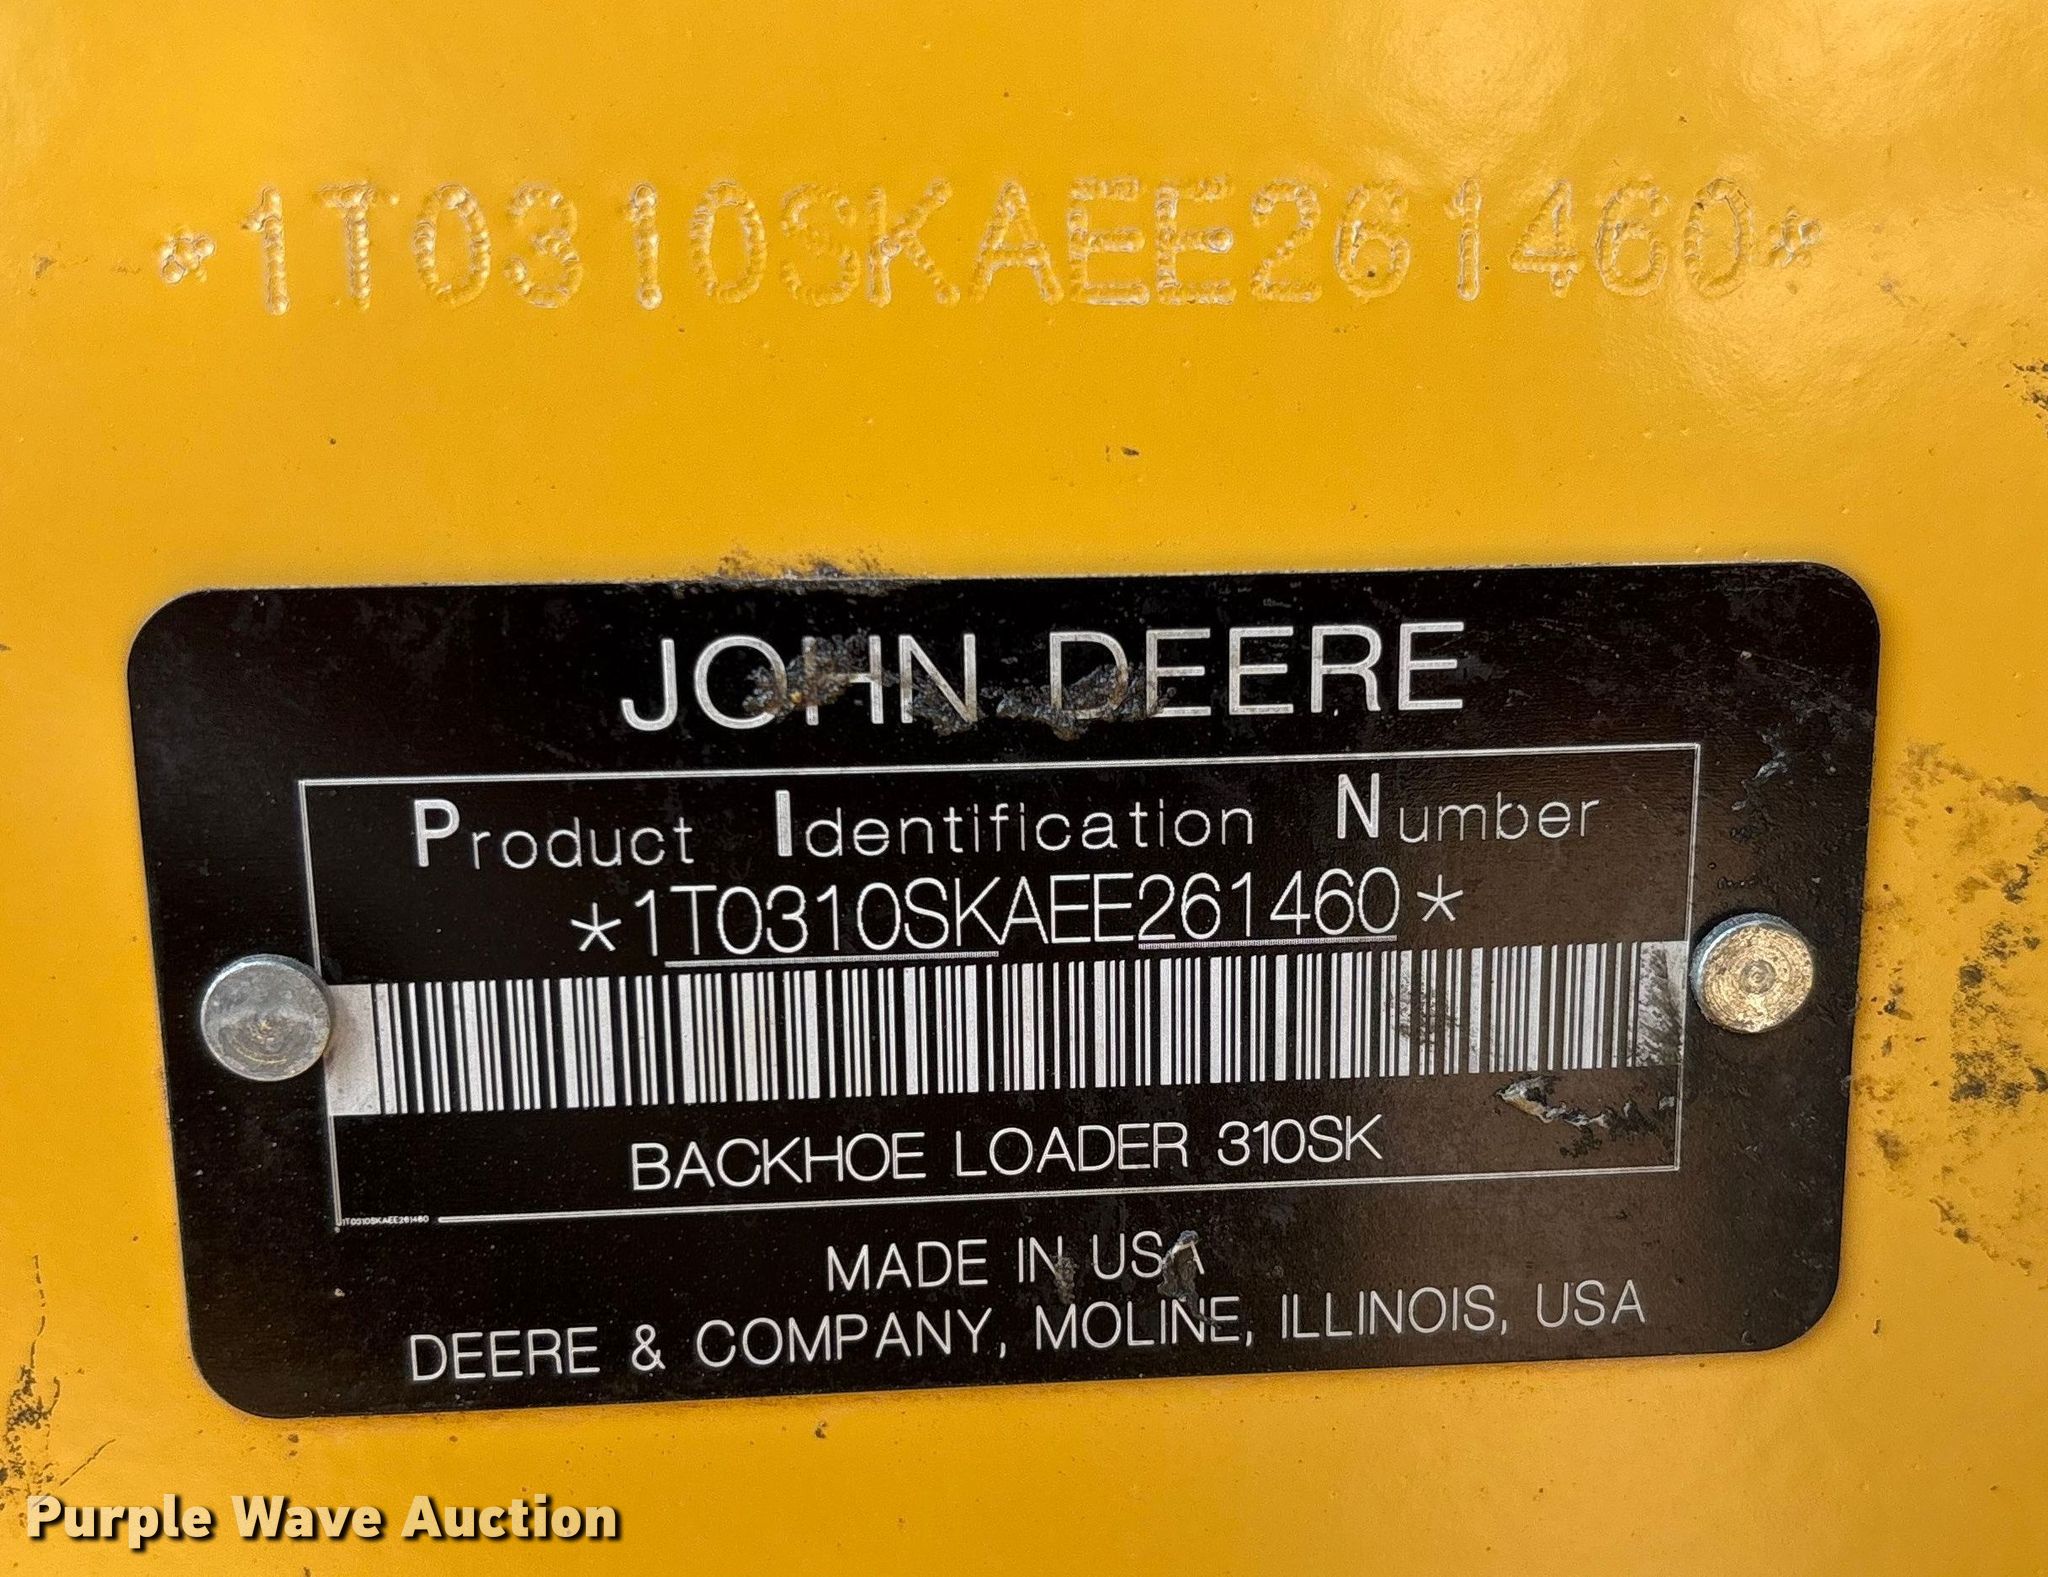 *1T0310SKAEE261460*
JOHN DEERE
Product Identification Number
*1T0310SKAEE261460*
BACKHOE LOADER 310SK
1T0310SKAEE261460
MADE IN USA
DEERE & COMPANY, MOLINE, ILLINOIS, USA
Purple Wave Auction